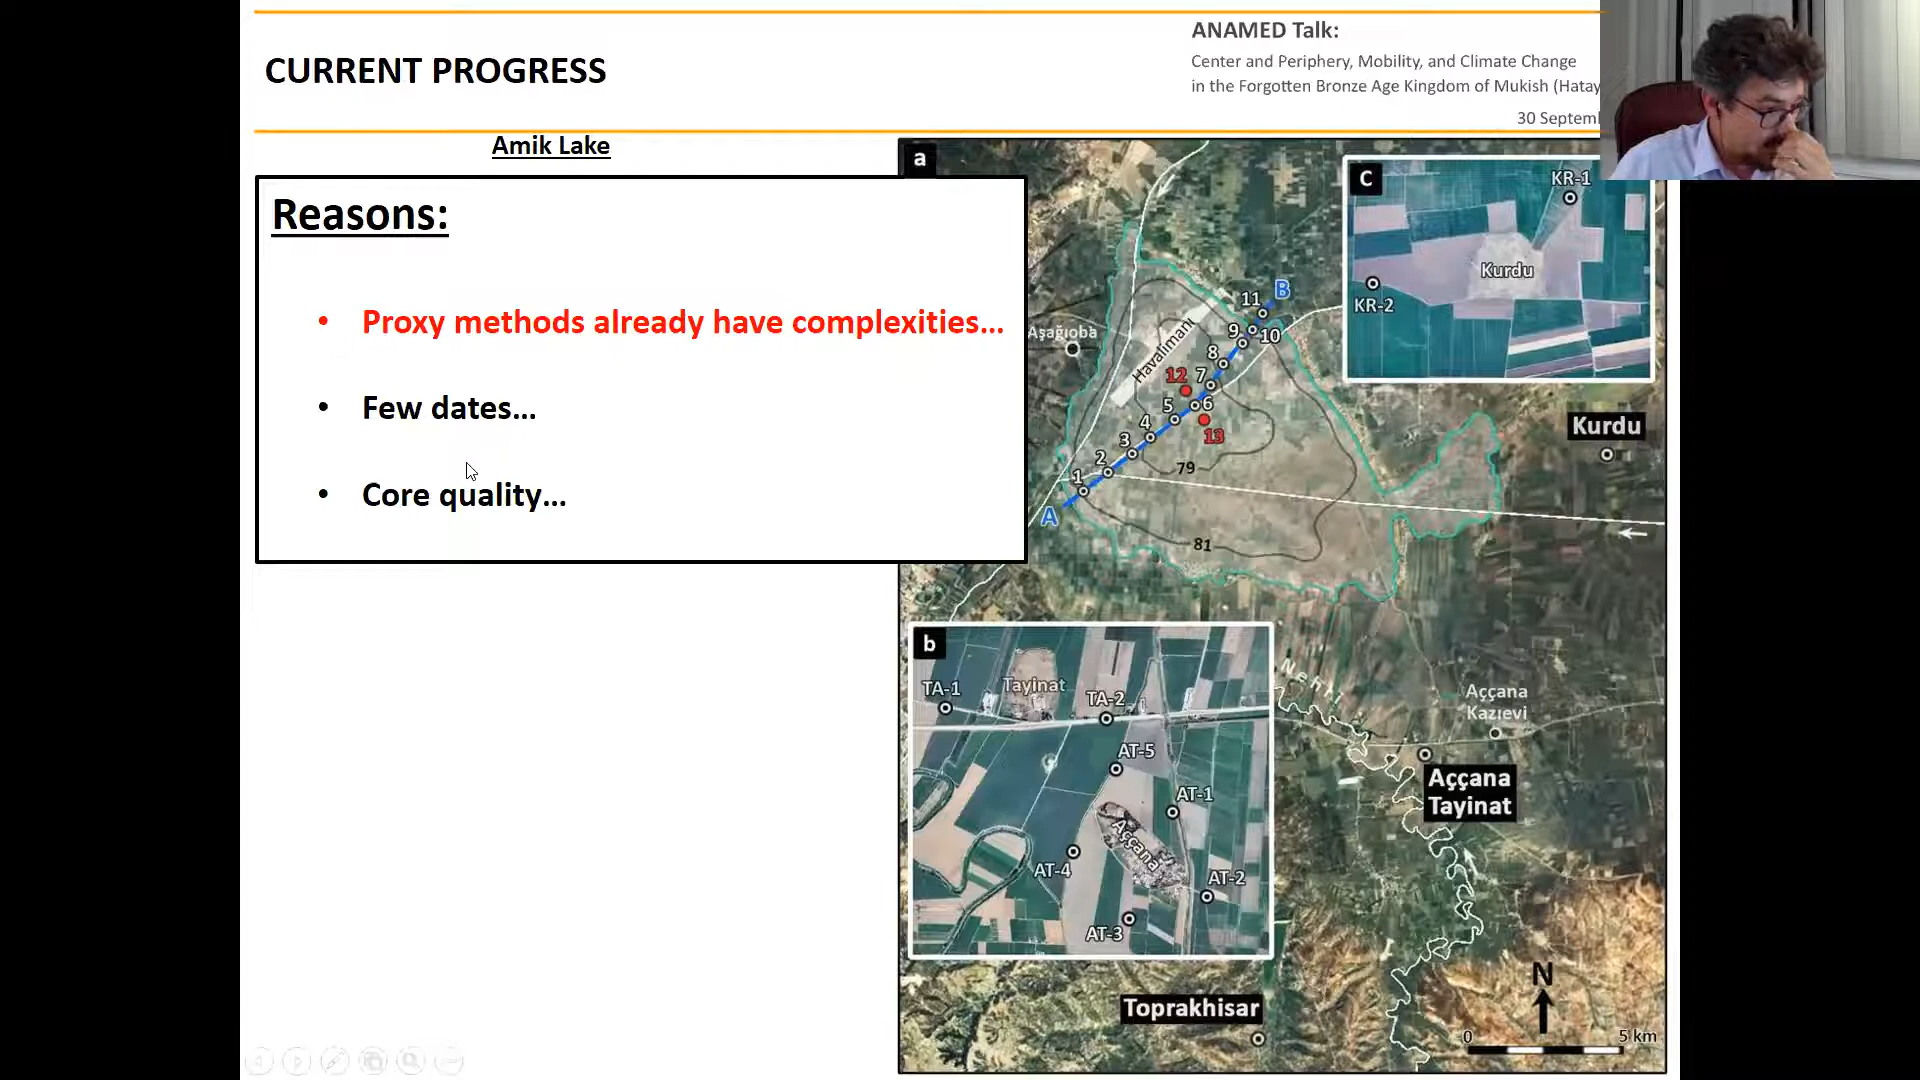 CURRENT PROGRESS
ANAMED Talk:
Center and Periphery, Mobility, and Climate Change
in the Forgotten Bronze Age Kingdom of Mukish (Hatay
30 Septem
Amik Lake
Reasons:
• Proxy methods already have complexities...
• Few dates...
• Core quality...
a
Aşağıoba
Havalimanı
B
11
9
10
8
12
7
5
6
4
13
3
2
79
1
A
81
C
KR-1
Kurdu
KR-2
Kurdu
b
TA-1
Tayinat
TA-2
AT-5
AT-1
Aççana
AT-4
AT-2
AT-3
Nehri
Aççana
Kazıevi
Aççana
Tayinat
Toprakhisar
N
0
5 km